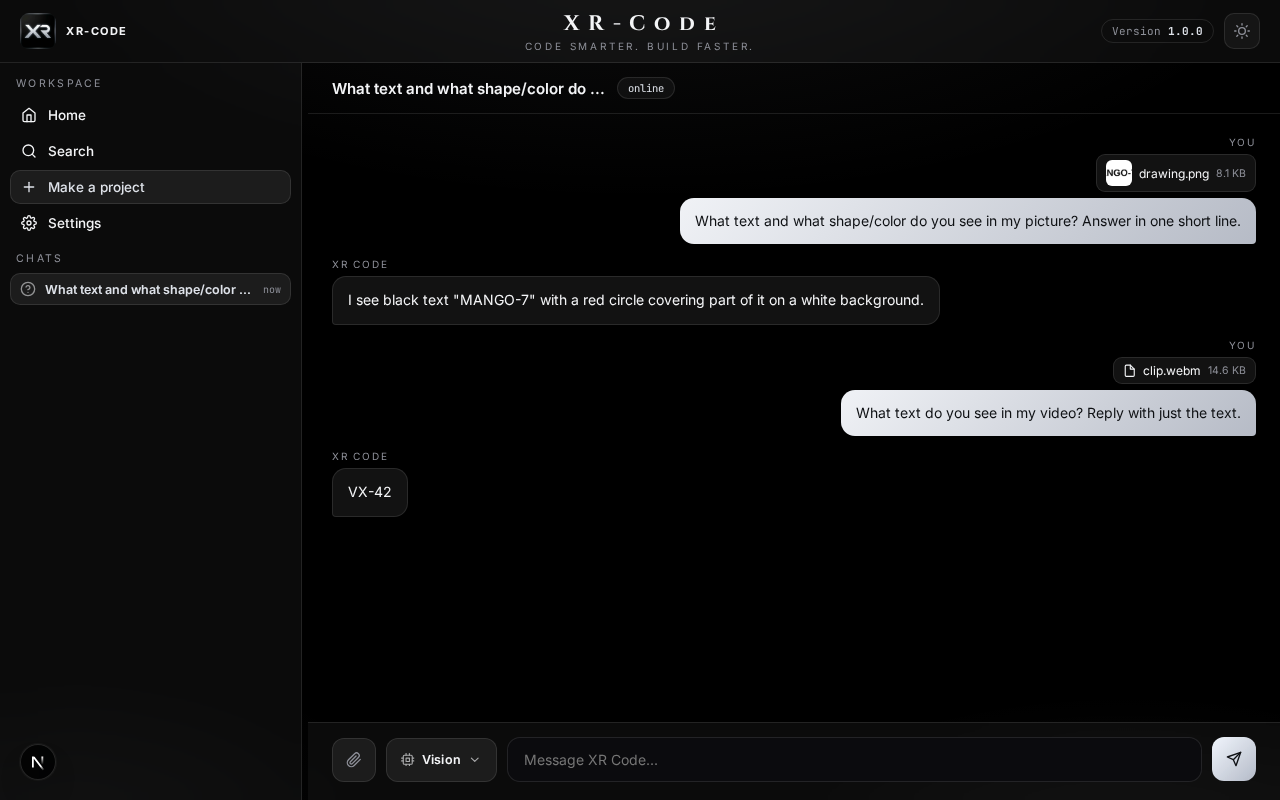 XR XR-CODE
XR-CODE
CODE SMARTER. BUILD FASTER.
Version 1.0.0
WORKSPACE
Home
Search
Make a project
Settings
CHATS
What text and what shape/color ... now
N
What text and what shape/color do ... online
YOU
NGO- drawing.png 8.1 KB
What text and what shape/color do you see in my picture? Answer in one short line.
XR CODE
I see black text "MANGO-7" with a red circle covering part of it on a white background.
YOU
clip.webm 14.6 KB
What text do you see in my video? Reply with just the text.
XR CODE
VX-42
Vision
Message XR Code...